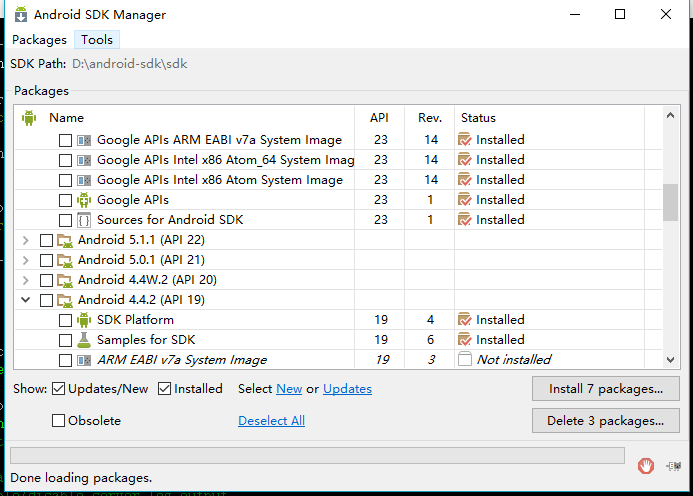 Android SDK Manager
Packages Tools
SDK Path: D:\android-sdk\sdk
Packages
Name API Rev. Status
Google APIs ARM EABI v7a System Image 23 14 Installed
Google APIs Intel x86 Atom_64 System Imag 23 14 Installed
Google APIs Intel x86 Atom System Image 23 14 Installed
Google APIs 23 1 Installed
Sources for Android SDK 23 1 Installed
Android 5.1.1 (API 22)
Android 5.0.1 (API 21)
Android 4.4W.2 (API 20)
Android 4.4.2 (API 19)
SDK Platform 19 4 Installed
Samples for SDK 19 6 Installed
ARM EABI v7a System Image 19 3 Not installed
Show: Updates/New Installed Select New or Updates Install 7 packages...
Obsolete Deselect All Delete 3 packages...
Done loading packages.